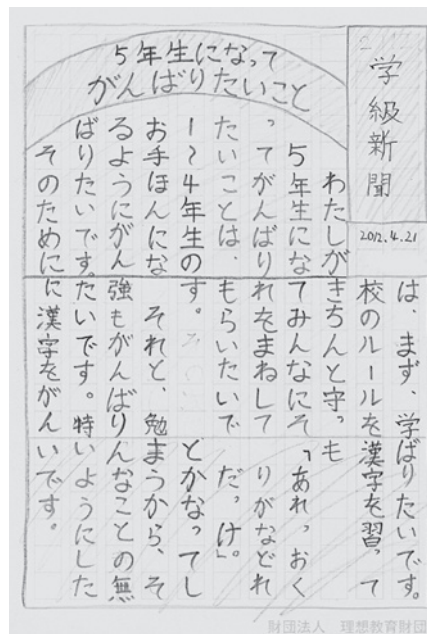 学級新聞
2012.4.21
5年生になって
がんばりたいこと
わたしが
5年生にな
ってがんばり
たいことは、
1〜4年生の
お手ほんにな
るようにがん
ばりたいです。
そのために
は、まず、学
校のルールを
きちんと守っ
てみんなにそ
れをまねして
もらいたいで
す。
それと、勉
強もがんばり
たいです。特
に漢字をがん
ばりたいです。
漢字を習って
も
「あれっ、おく
りがなどれ
だっけ。」
とかなってし
まうから、そ
んなことの無
いようにした
いです。
財団法人 理想教育財団